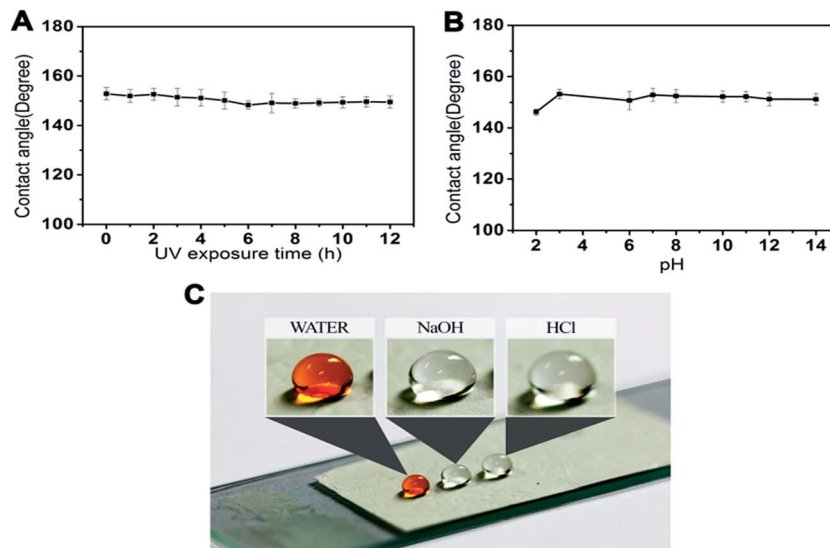 A
Contact angle(Degree)
180
160
140
120
100
0 2 4 6 8 10 12
UV exposure time (h)
B
Contact angle(Degree)
180
160
140
120
100
2 4 6 8 10 12 14
pH
C
WATER NaOH HCl